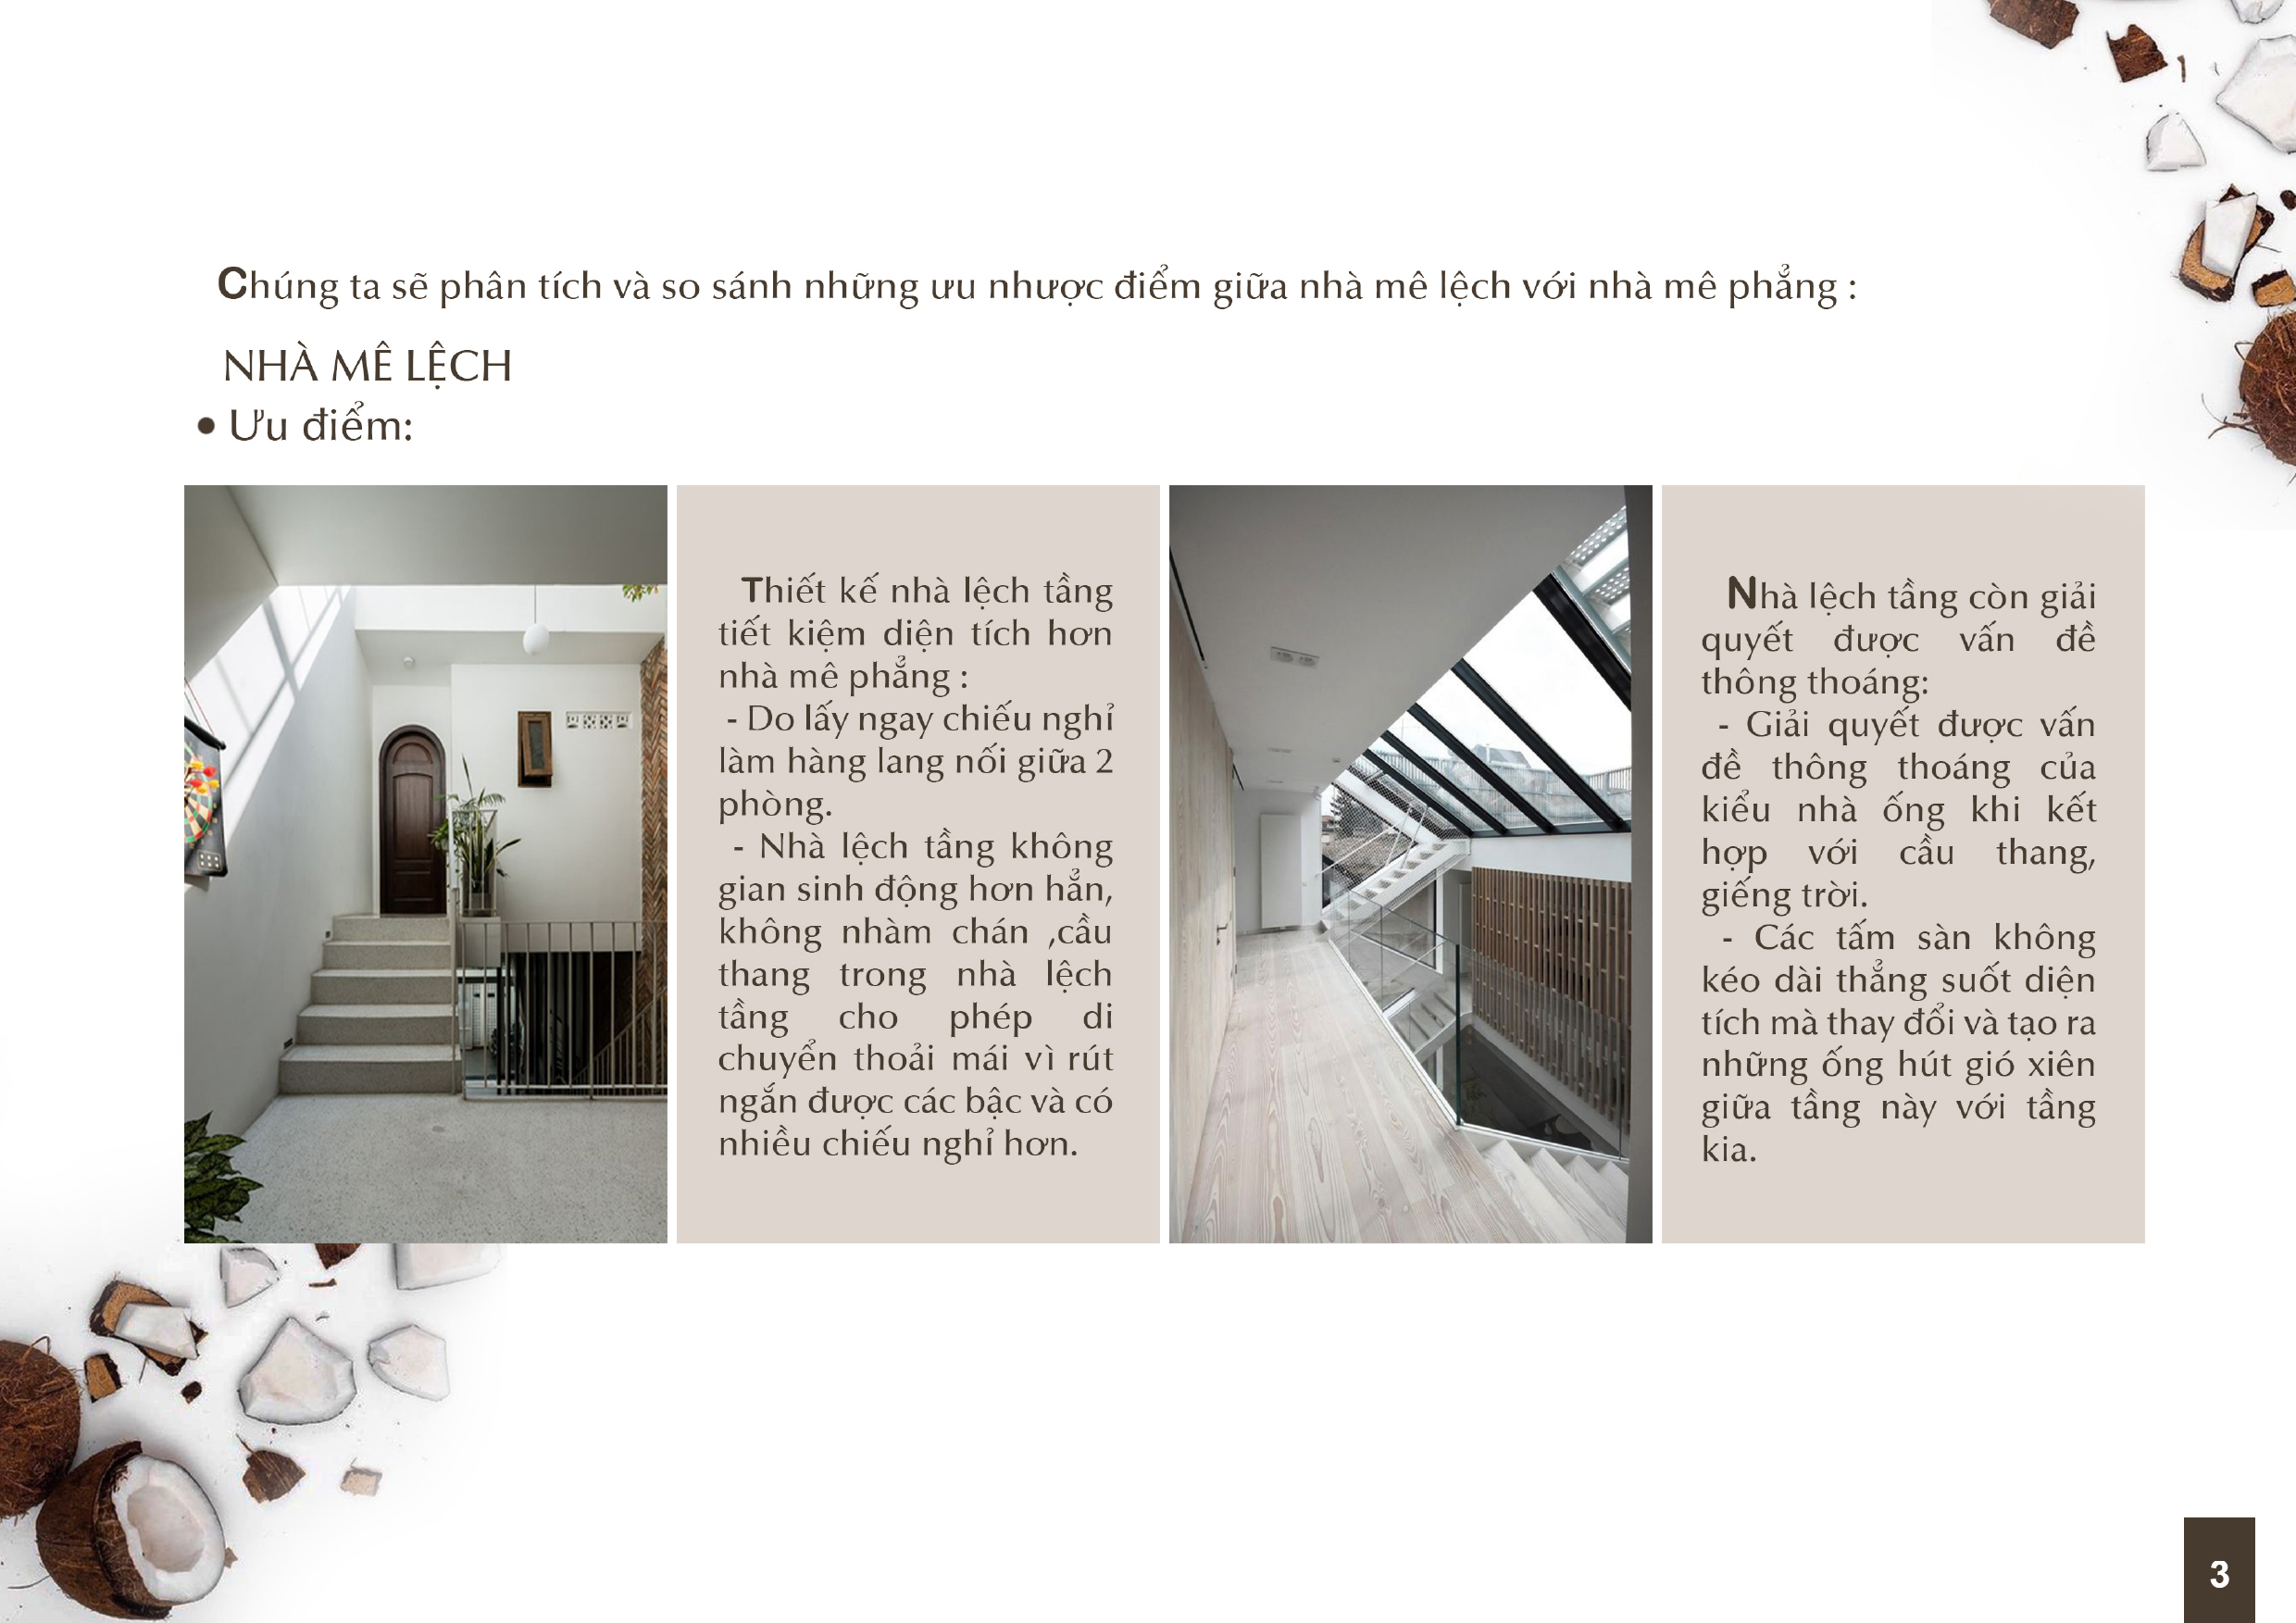 Chúng ta sẽ phân tích và so sánh những ưu nhược điểm giữa nhà mê lệch với nhà mê phẳng :
NHÀ MÊ LỆCH
• Ưu điểm:
Thiết kế nhà lệch tầng
tiết kiệm diện tích hơn
nhà mê phẳng :
- Do lấy ngay chiếu nghỉ
làm hàng lang nối giữa 2
phòng.
- Nhà lệch tầng không
gian sinh động hơn hẳn,
không nhàm chán ,cầu
thang trong nhà lệch
tầng cho phép di
chuyển thoải mái vì rút
ngắn được các bậc và có
nhiều chiếu nghỉ hơn.
Nhà lệch tầng còn giải
quyết được vấn đề
thông thoáng:
- Giải quyết được vấn
đề thông thoáng của
kiểu nhà ống khi kết
hợp với cầu thang,
giếng trời.
- Các tấm sàn không
kéo dài thẳng suốt diện
tích mà thay đổi và tạo ra
những ống hút gió xiên
giữa tầng này với tầng
kia.
3